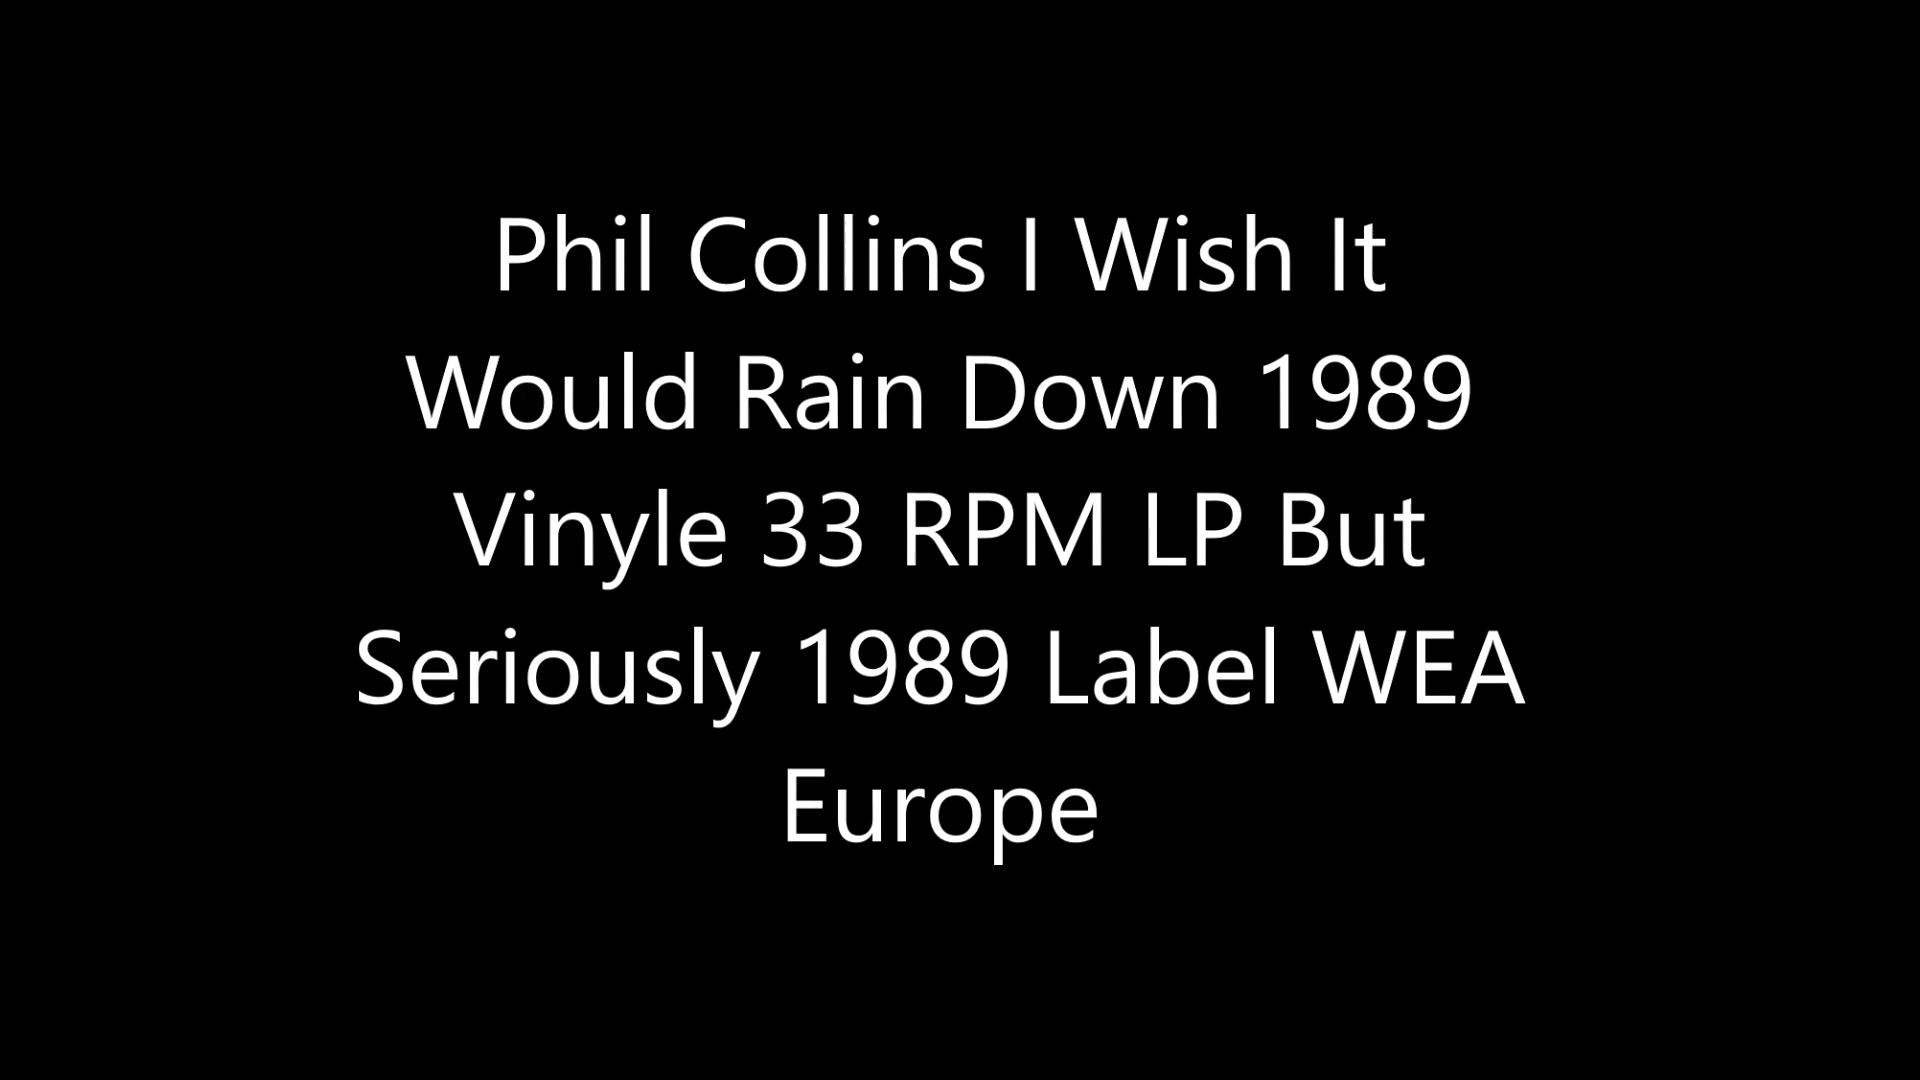 Phil Collins I Wish It
Would Rain Down 1989
Vinyle 33 RPM LP But
Seriously 1989 Label WEA
Europe